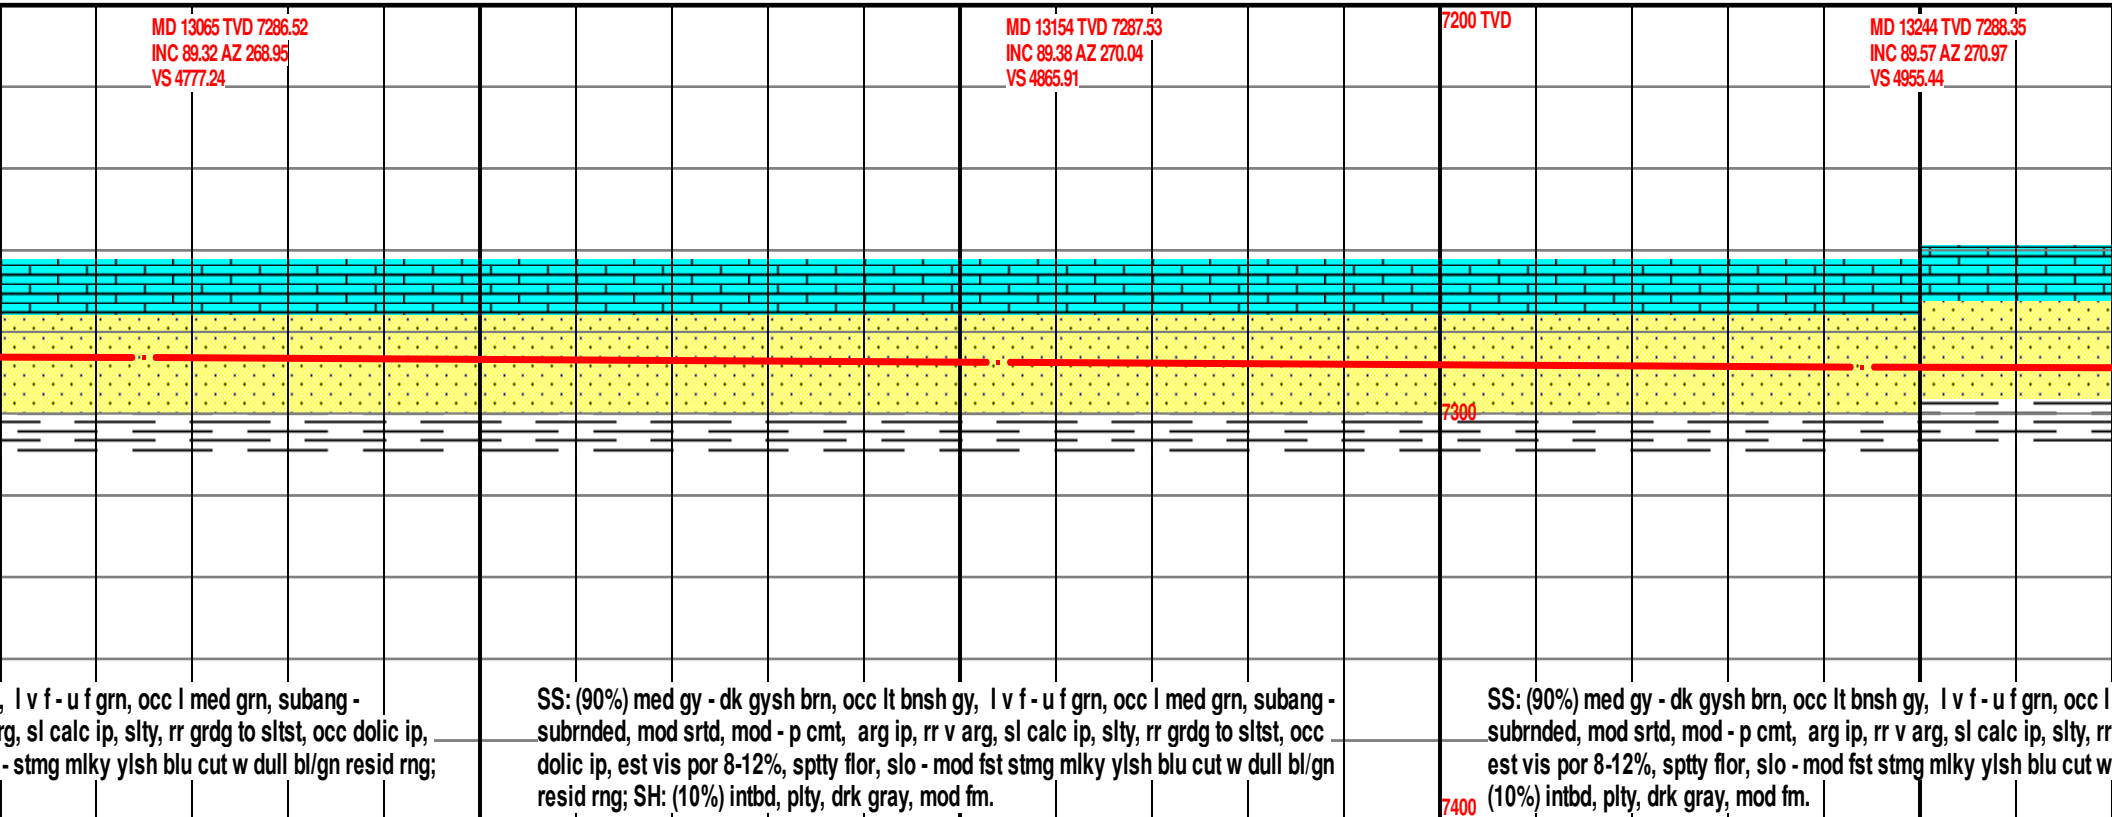 MD 13065 TVD 7286.52
INC 89.32 AZ 268.95
VS 4777.24
MD 13154 TVD 7287.53
INC 89.38 AZ 270.04
VS 4865.91
7200 TVD
MD 13244 TVD 7288.35
INC 89.57 AZ 270.97
VS 4955.44
7300
, l v f - u f grn, occ l med grn, subang -
rg, sl calc ip, slty, rr grdg to sltst, occ dolic ip,
- stmg mlky ylsh blu cut w dull bl/gn resid rng;
SS: (90%) med gy - dk gysh brn, occ lt bnsh gy, l v f - u f grn, occ l med grn, subang -
subrnded, mod srtd, mod - p cmt, arg ip, rr v arg, sl calc ip, slty, rr grdg to sltst, occ
dolic ip, est vis por 8-12%, sptty flor, slo - mod fst stmg mlky ylsh blu cut w dull bl/gn
resid rng; SH: (10%) intbd, plty, drk gray, mod fm.
SS: (90%) med gy - dk gysh brn, occ lt bnsh gy, l v f - u f grn, occ l
subrnded, mod srtd, mod - p cmt, arg ip, rr v arg, sl calc ip, slty, rr
est vis por 8-12%, sptty flor, slo - mod fst stmg mlky ylsh blu cut w
(10%) intbd, plty, drk gray, mod fm.
7400